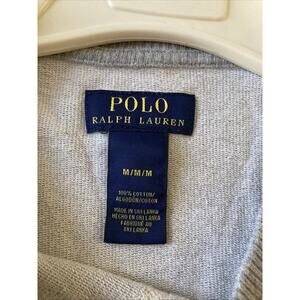 POLO
RALPH LAUREN
M/M/M
100% COTTON/
ALGODÓN/COTON
MADE IN SRI LANKA
HECHO EN SRI LANKA
FABRIQUÉ AU
SRI LANKA